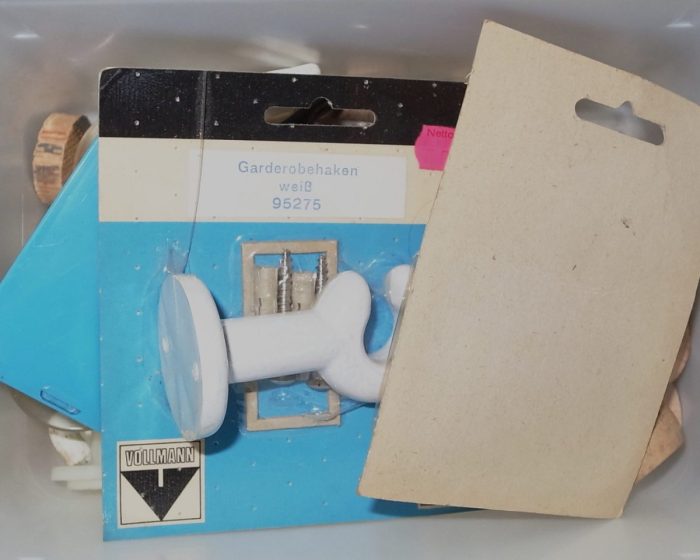 Netto
Garderobehaken
weiß
95275
VOLLMANN